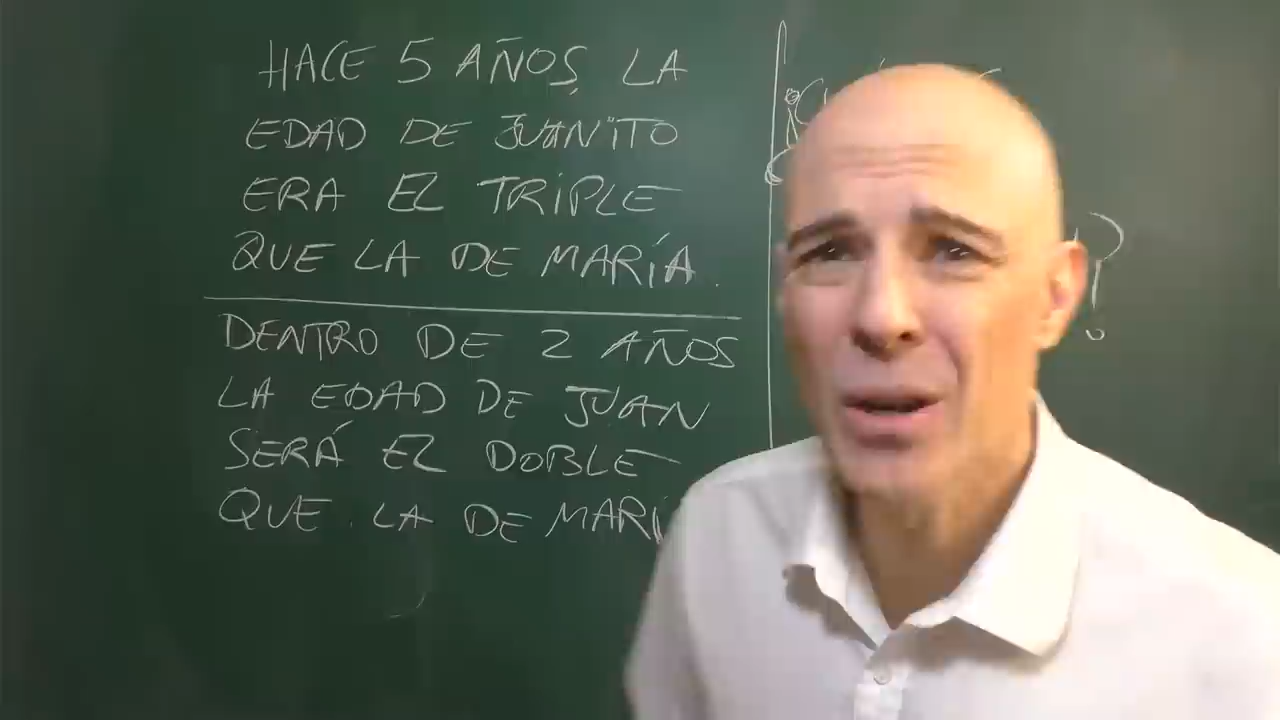 HACE 5 AÑOS, LA
EDAD DE JUANITO
ERA EL TRIPLE
QUE LA DE MARÍA.
DENTRO DE 2 AÑOS
LA EDAD DE JUAN
SERÁ EL DOBLE
QUE LA DE